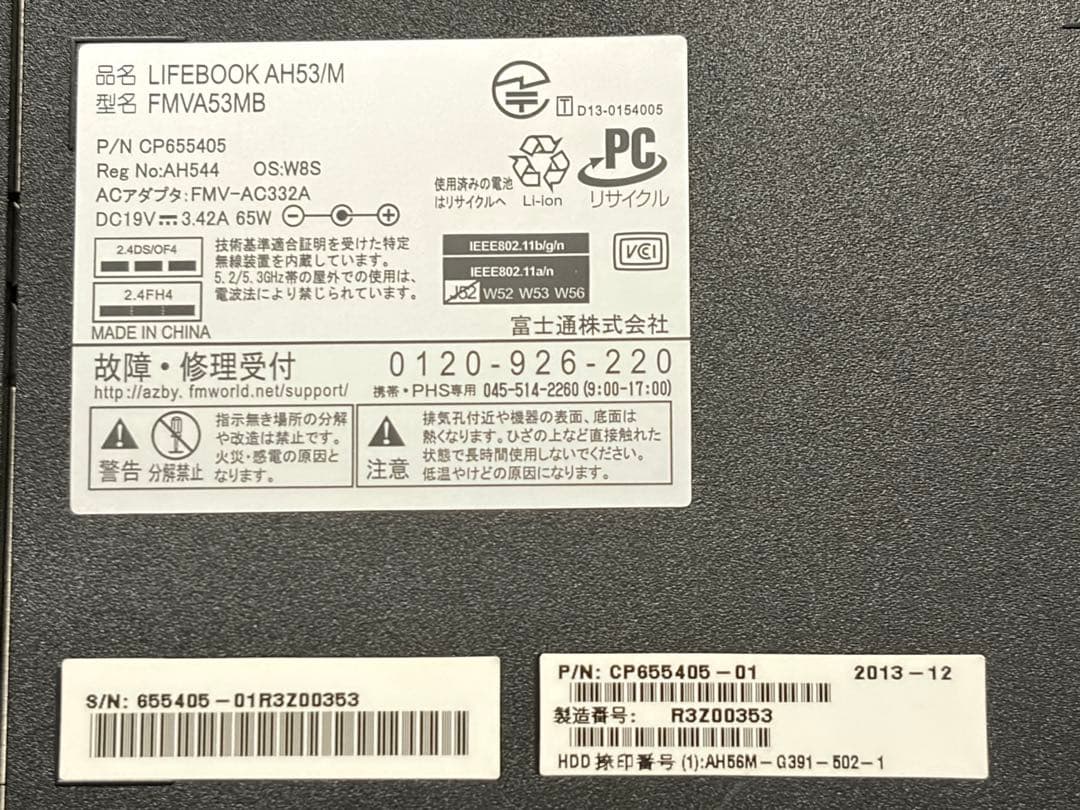 品名 LIFEBOOK AH53/M
型名 FMVA53MB
P/N CP655405
Reg No:AH544 OS:W8S
ACアダプタ:FMV-AC332A
DC19V 3.42A 65W
T D13-0154005
使用済みの電池
はリサイクルへ
Li-ion
PC
リサイクル
2.4DS/OF4
2.4FH4
MADE IN CHINA
技術基準適合証明を受けた特定
無線装置を内蔵しています。
5.2/5.3GHz帯の屋外での使用は、
電波法により禁じられています。
IEEE802.11b/g/n
IEEE802.11a/n
J52 W52 W53 W56
VCI
富士通株式会社
故障・修理受付 0120-926-220
http://azby.fmworld.net/support/ 携帯・PHS専用 045-514-2260 (9:00-17:00)
警告 分解禁止
指示無き場所の分解
や改造は禁止です。
火災・感電の原因と
なります。
注意
排気孔付近や機器の表面、底面は
熱くなります。ひざの上など直接触れた
状態で長時間使用しないでください。
低温やけどの原因になります。
S/N: 655405-01R3Z00353
P/N: CP655405-01 2013-12
製造番号: R3Z00353
HDD捺印番号(1):AH56M-G391-502-1